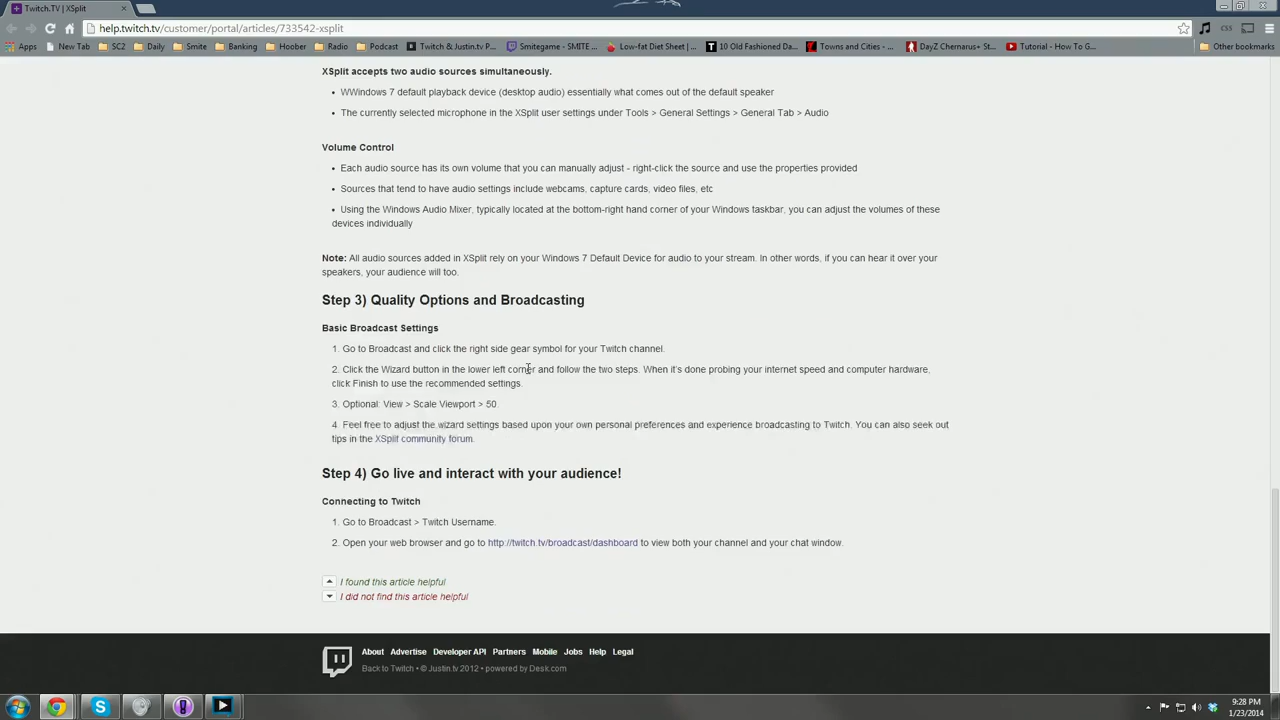 Twitch.TV | XSplit
help.twitch.tv/customer/portal/articles/733542-xsplit
Apps New Tab SC2 Daily Smite Banking Hoober Radio Podcast Twitch & Justin.tv P... Smitegame - SMITE ... Low-fat Diet Sheet | ... 10 Old Fashioned Da... Towns and Cities - ... DayZ Chernarus+ St... Tutorial - How To G... Other bookmarks
XSplit accepts two audio sources simultaneously.
• WWindows 7 default playback device (desktop audio) essentially what comes out of the default speaker
• The currently selected microphone in the XSplit user settings under Tools > General Settings > General Tab > Audio
Volume Control
• Each audio source has its own volume that you can manually adjust - right-click the source and use the properties provided
• Sources that tend to have audio settings include webcams, capture cards, video files, etc
• Using the Windows Audio Mixer, typically located at the bottom-right hand corner of your Windows taskbar, you can adjust the volumes of these
devices individually
Note: All audio sources added in XSplit rely on your Windows 7 Default Device for audio to your stream. In other words, if you can hear it over your
speakers, your audience will too.
Step 3) Quality Options and Broadcasting
Basic Broadcast Settings
1. Go to Broadcast and click the right side gear symbol for your Twitch channel.
2. Click the Wizard button in the lower left corner and follow the two steps. When it's done probing your internet speed and computer hardware,
click Finish to use the recommended settings.
3. Optional: View > Scale Viewport > 50.
4. Feel free to adjust the wizard settings based upon your own personal preferences and experience broadcasting to Twitch. You can also seek out
tips in the XSplit community forum.
Step 4) Go live and interact with your audience!
Connecting to Twitch
1. Go to Broadcast > Twitch Username.
2. Open your web browser and go to http://twitch.tv/broadcast/dashboard to view both your channel and your chat window.
I found this article helpful
I did not find this article helpful
About Advertise Developer API Partners Mobile Jobs Help Legal
Back to Twitch • © Justin.tv 2012 • powered by Desk.com
9:28 PM
1/23/2014